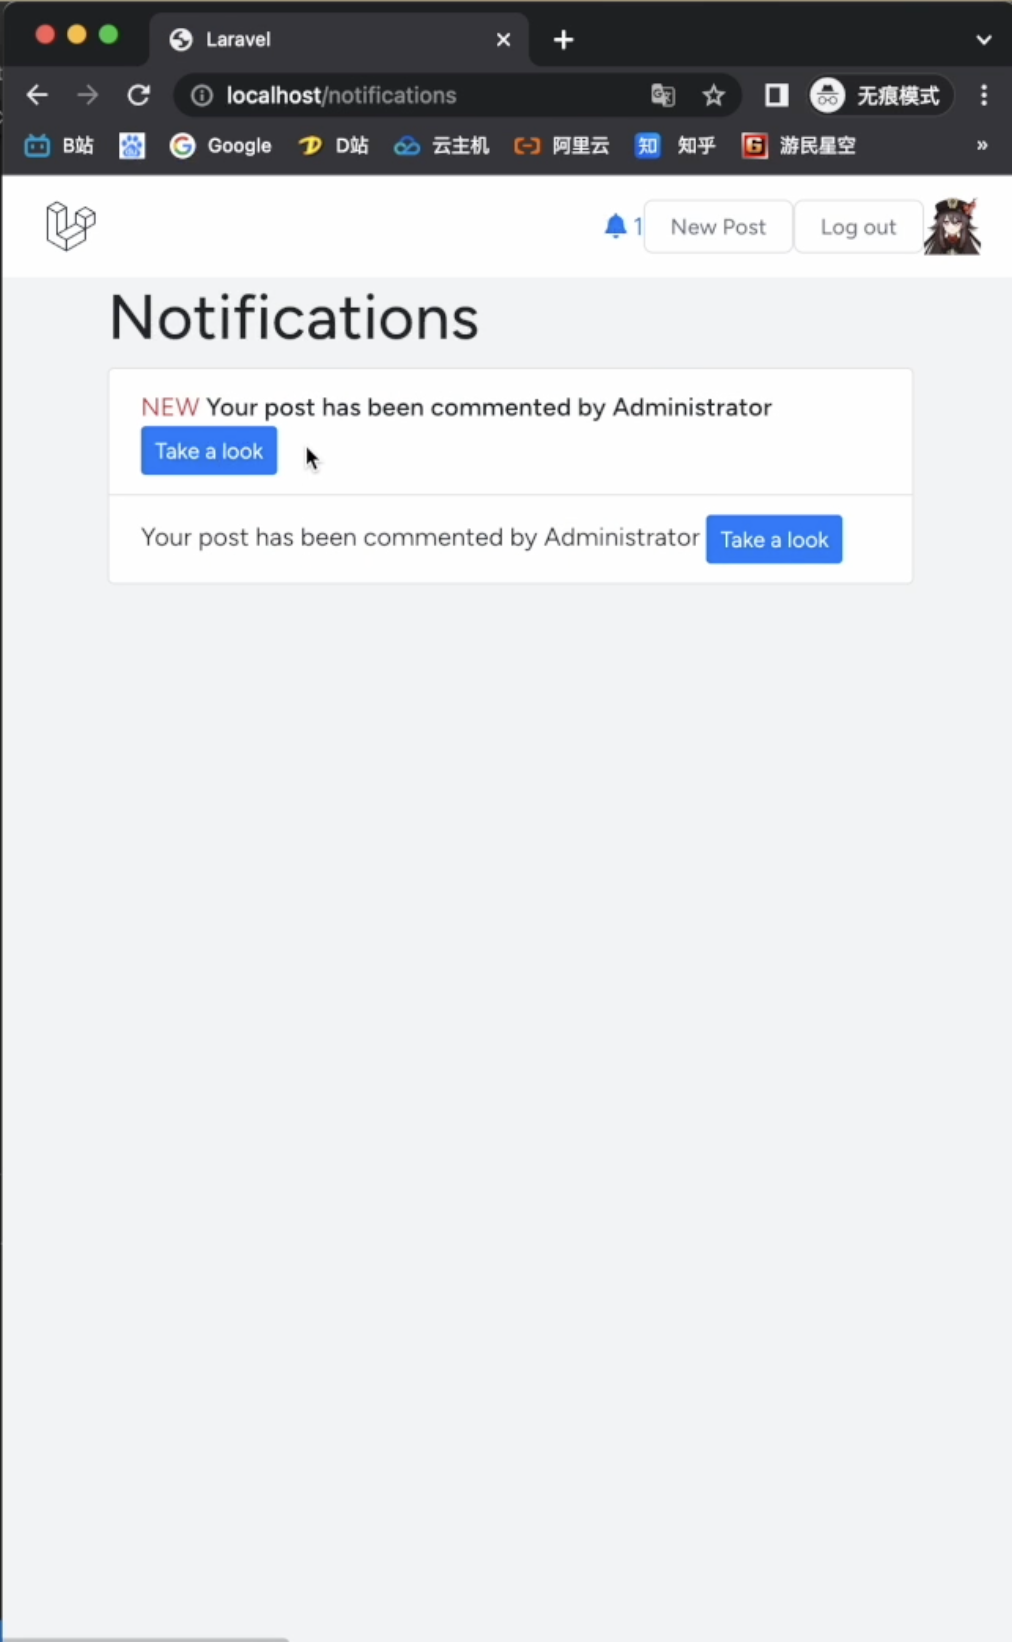 Laravel
localhost/notifications
无痕模式
B站 Google D站 云主机 阿里云 知 知乎 G 游民星空 »
1 New Post Log out
Notifications
NEW Your post has been commented by Administrator
Take a look
Your post has been commented by Administrator Take a look